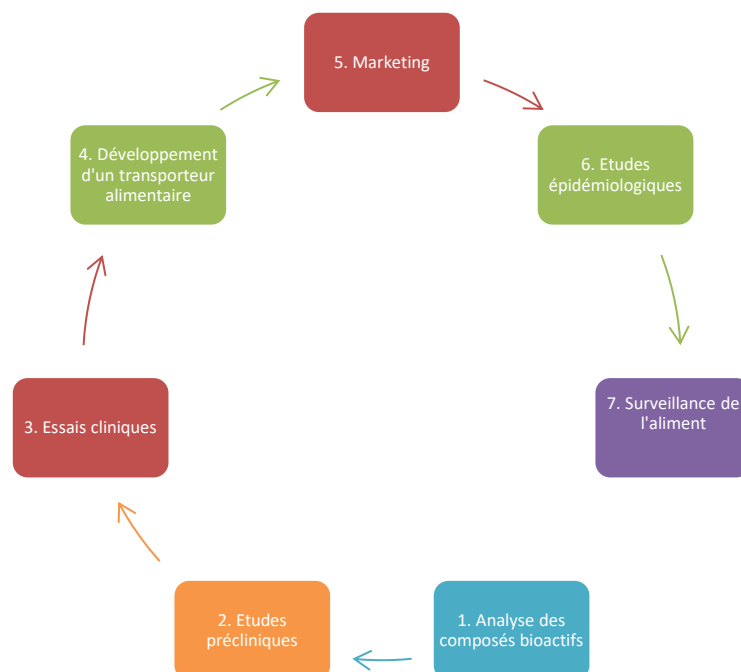 5. Marketing
4. Développement
d'un transporteur
alimentaire
6. Etudes
épidémiologiques
3. Essais cliniques
7. Surveillance de
l'aliment
2. Etudes
précliniques
1. Analyse des
composés bioactifs